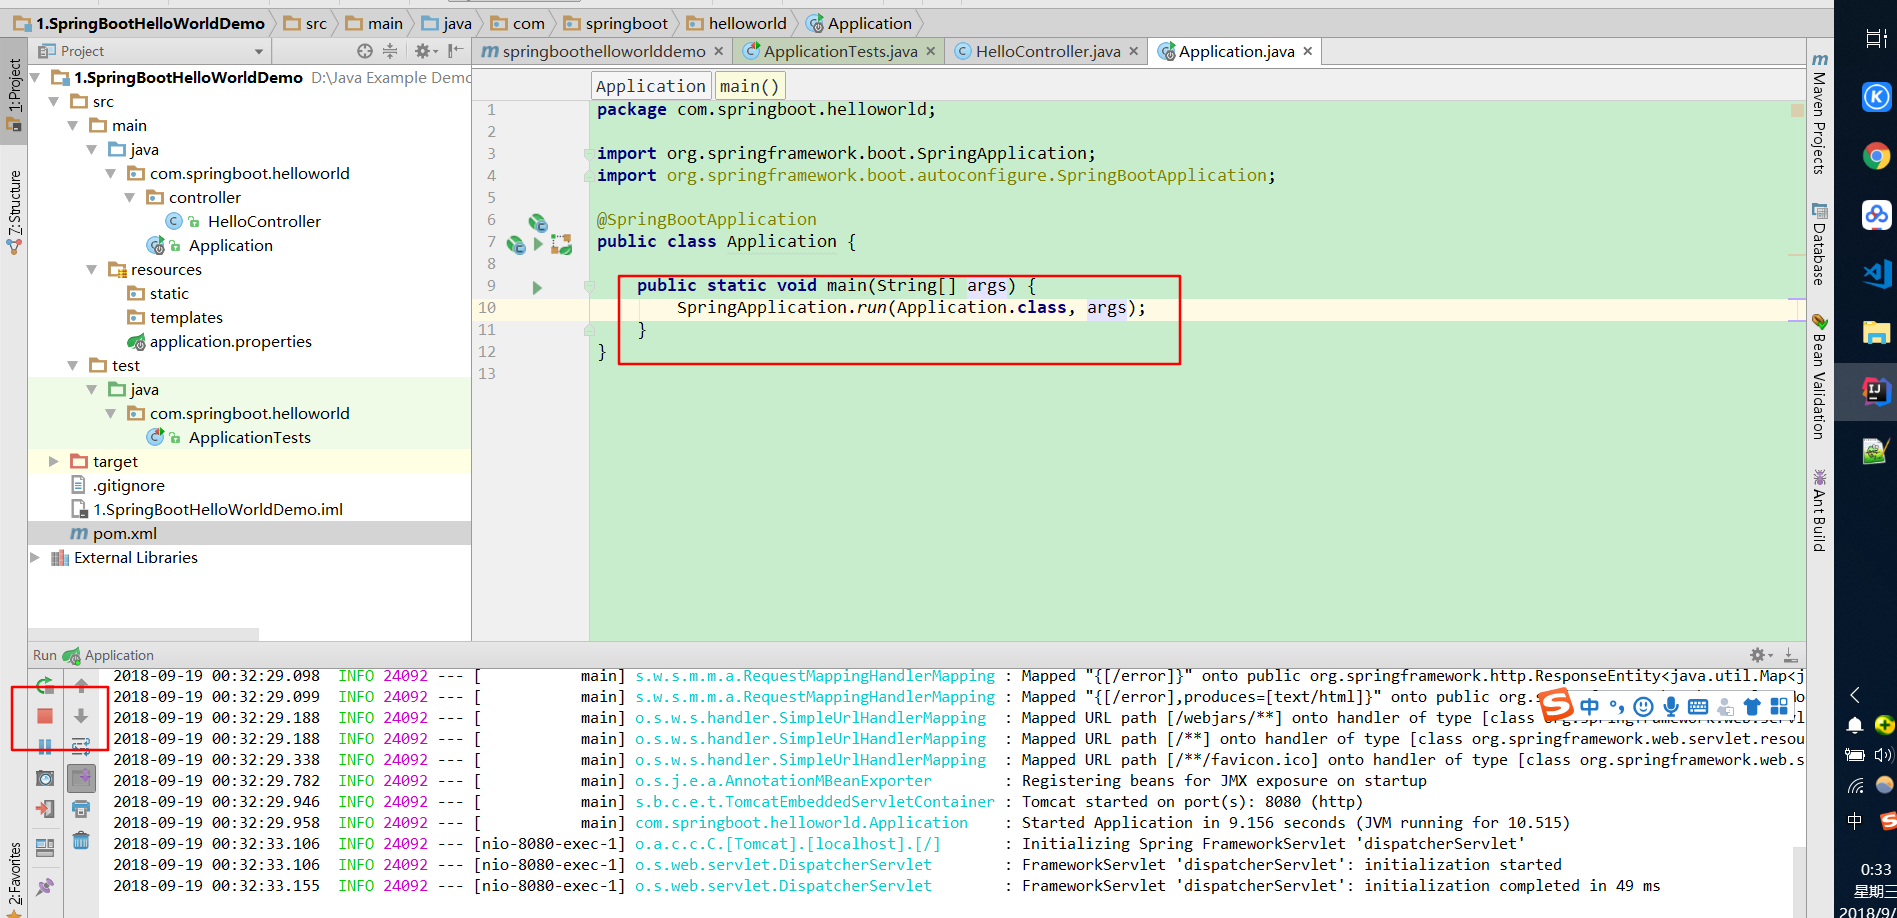 1.SpringBootHelloWorldDemo src main java com springboot helloworld Application
Project
springboothelloworlddemo ApplicationTests.java HelloController.java Application.java
1:Project
Z:Structure
2:Favorites
1.SpringBootHelloWorldDemo D:\Java Example Demo
src
main
java
com.springboot.helloworld
controller
HelloController
Application
resources
static
templates
application.properties
test
java
com.springboot.helloworld
ApplicationTests
target
.gitignore
1.SpringBootHelloWorldDemo.iml
pom.xml
External Libraries
Application main()
1 package com.springboot.helloworld;
2
3 import org.springframework.boot.SpringApplication;
4 import org.springframework.boot.autoconfigure.SpringBootApplication;
5
6 @SpringBootApplication
7 public class Application {
8
9 public static void main(String[] args) {
10 SpringApplication.run(Application.class, args);
11 }
12 }
13
Maven Projects
Database
Bean Validation
Ant Build
Run Application
2018-09-19 00:32:29.098 INFO 24092 --- [ main] s.w.s.m.m.a.RequestMappingHandlerMapping : Mapped "{[/error]}" onto public org.springframework.http.ResponseEntity<java.util.Map<j
2018-09-19 00:32:29.099 INFO 24092 --- [ main] s.w.s.m.m.a.RequestMappingHandlerMapping : Mapped "{[/error],produces=[text/html]}" onto public org.s
2018-09-19 00:32:29.188 INFO 24092 --- [ main] o.s.w.s.handler.SimpleUrlHandlerMapping : Mapped URL path [/webjars/**] onto handler of type [class
2018-09-19 00:32:29.188 INFO 24092 --- [ main] o.s.w.s.handler.SimpleUrlHandlerMapping : Mapped URL path [/**] onto handler of type [class org.springframework.web.servlet.resou
2018-09-19 00:32:29.338 INFO 24092 --- [ main] o.s.w.s.handler.SimpleUrlHandlerMapping : Mapped URL path [/**/favicon.ico] onto handler of type [class org.springframework.web.s
2018-09-19 00:32:29.782 INFO 24092 --- [ main] o.s.j.e.a.AnnotationMBeanExporter : Registering beans for JMX exposure on startup
2018-09-19 00:32:29.946 INFO 24092 --- [ main] s.b.c.e.t.TomcatEmbeddedServletContainer : Tomcat started on port(s): 8080 (http)
2018-09-19 00:32:29.958 INFO 24092 --- [ main] com.springboot.helloworld.Application : Started Application in 9.156 seconds (JVM running for 10.515)
2018-09-19 00:32:33.106 INFO 24092 --- [nio-8080-exec-1] o.a.c.c.C.[Tomcat].[localhost].[/] : Initializing Spring FrameworkServlet 'dispatcherServlet'
2018-09-19 00:32:33.106 INFO 24092 --- [nio-8080-exec-1] o.s.web.servlet.DispatcherServlet : FrameworkServlet 'dispatcherServlet': initialization started
2018-09-19 00:32:33.155 INFO 24092 --- [nio-8080-exec-1] o.s.web.servlet.DispatcherServlet : FrameworkServlet 'dispatcherServlet': initialization completed in 49 ms
中
中
0:33
星期三
2018/9/